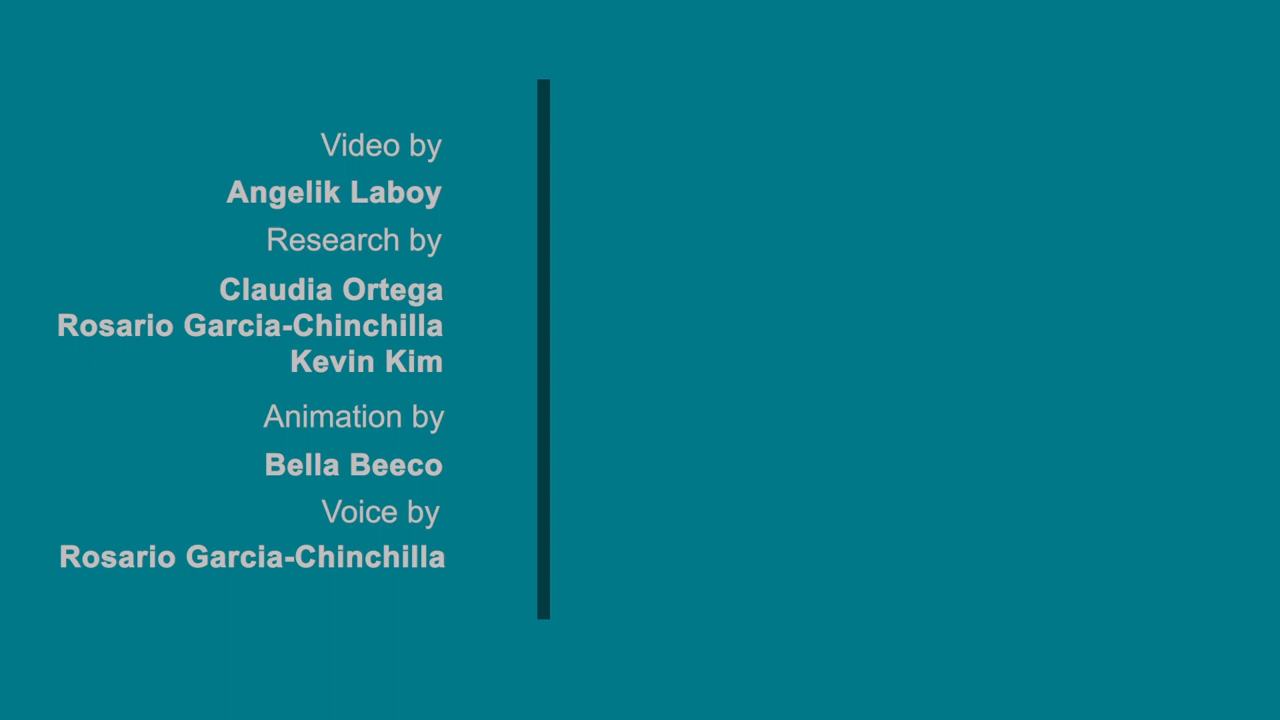 Video by
Angelik Laboy
Research by
Claudia Ortega
Rosario Garcia-Chinchilla
Kevin Kim
Animation by
Bella Beeco
Voice by
Rosario Garcia-Chinchilla